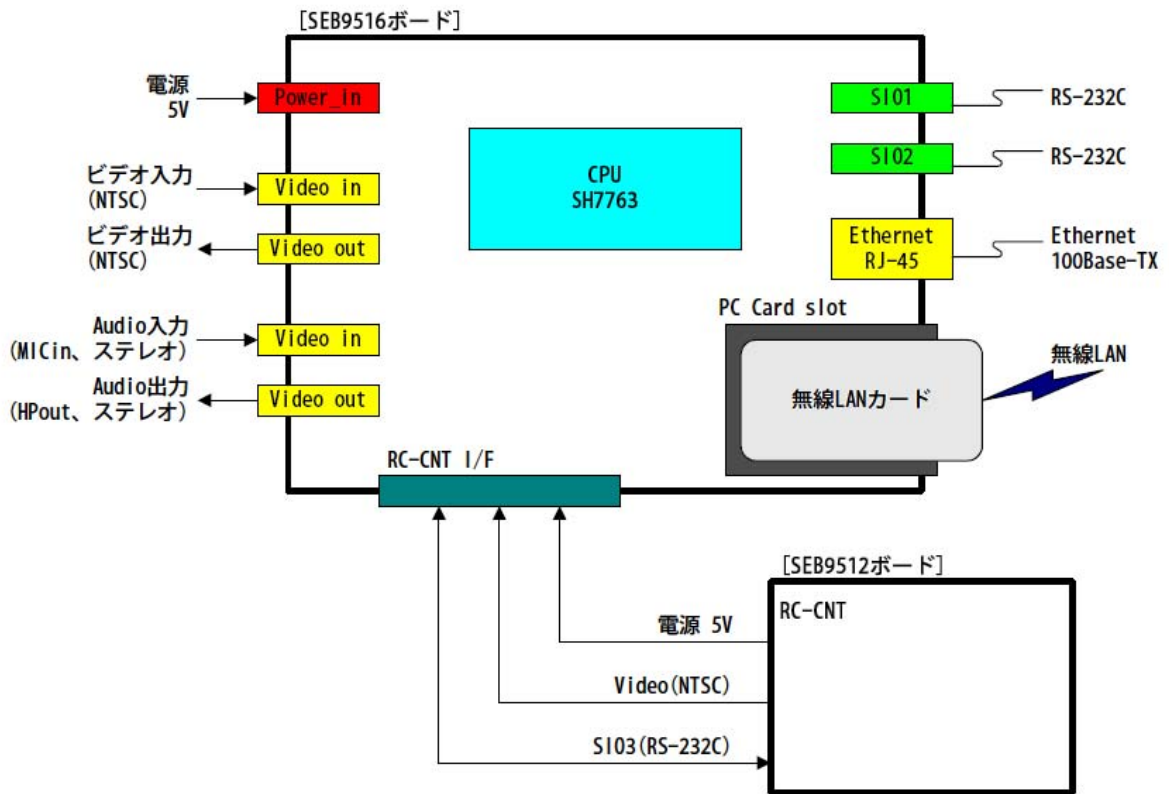 [SEB9516ボード]
電源
5V
Power_in
ビデオ入力
(NTSC)
Video in
ビデオ出力
(NTSC)
Video out
Audio入力
(MICin、ステレオ)
Video in
Audio出力
(HPout、ステレオ)
Video out
CPU
SH7763
SIO1
RS-232C
SIO2
RS-232C
Ethernet
RJ-45
Ethernet
100Base-TX
PC Card slot
無線LANカード
無線LAN
RC-CNT I/F
[SEB9512ボード]
RC-CNT
電源 5V
Video(NTSC)
SIO3(RS-232C)